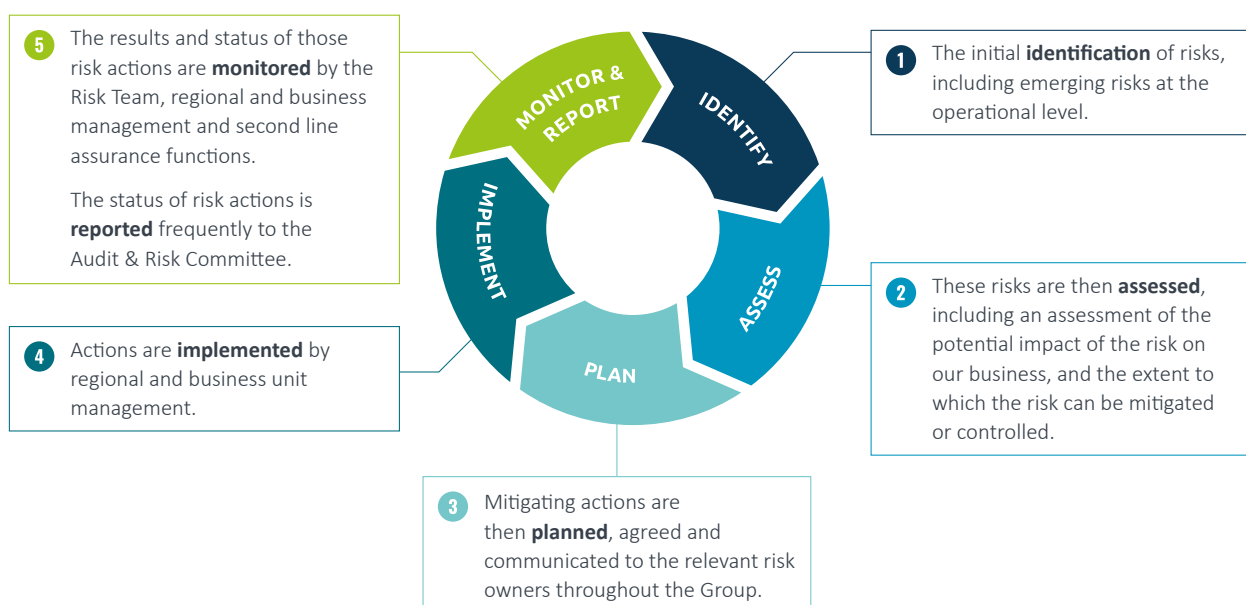 MONITOR &
REPORT
IDENTIFY
ASSESS
PLAN
IMPLEMENT
1
The initial identification of risks,
including emerging risks at the
operational level.
2
These risks are then assessed,
including an assessment of the
potential impact of the risk on
our business, and the extent to
which the risk can be mitigated
or controlled.
3
Mitigating actions are
then planned, agreed and
communicated to the relevant risk
owners throughout the Group.
4
Actions are implemented by
regional and business unit
management.
5
The results and status of those
risk actions are monitored by the
Risk Team, regional and business
management and second line
assurance functions.
The status of risk actions is
reported frequently to the
Audit & Risk Committee.